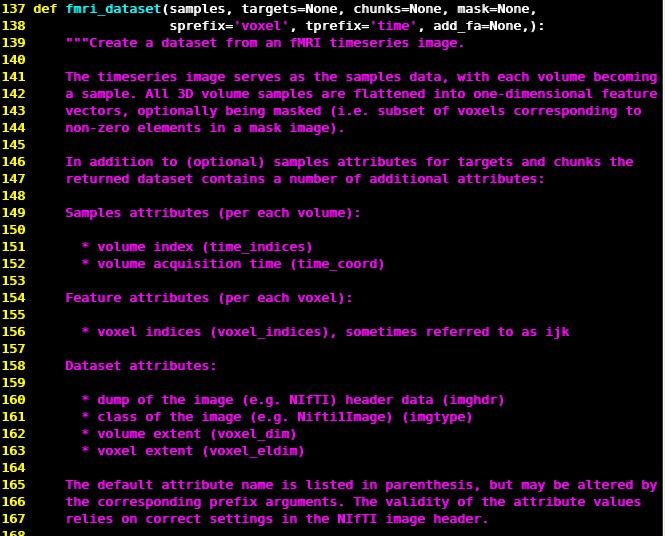 137 def fmri_dataset(samples, targets=None, chunks=None, mask=None,
138                  sprefix='voxel', tprefix='time', add_fa=None,):
139     """Create a dataset from an fMRI timeseries image.
140
141     The timeseries image serves as the samples data, with each volume becoming
142     a sample. All 3D volume samples are flattened into one-dimensional feature
143     vectors, optionally being masked (i.e. subset of voxels corresponding to
144     non-zero elements in a mask image).
145
146     In addition to (optional) samples attributes for targets and chunks the
147     returned dataset contains a number of additional attributes:
148
149     Samples attributes (per each volume):
150
151       * volume index (time_indices)
152       * volume acquisition time (time_coord)
153
154     Feature attributes (per each voxel):
155
156       * voxel indices (voxel_indices), sometimes referred to as ijk
157
158     Dataset attributes:
159
160       * dump of the image (e.g. NIfTI) header data (imghdr)
161       * class of the image (e.g. Nifti1Image) (imgtype)
162       * volume extent (voxel_dim)
163       * voxel extent (voxel_eldim)
164
165     The default attribute name is listed in parenthesis, but may be altered by
166     the corresponding prefix arguments. The validity of the attribute values
167     relies on correct settings in the NIfTI image header.
168